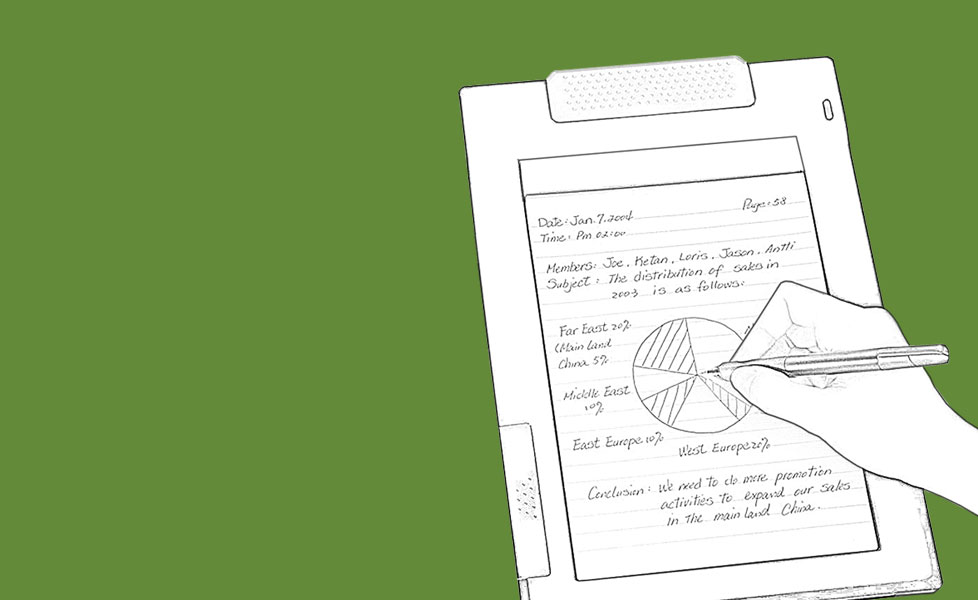 Date: Jan. 7. 2004
Page: 58
Time: Pm 02:00
Members: Joe, Ketan, Loris, Jason, Antti
Subject: The distribution of sales in
2003 is as follows:
Far East 20%
(Main land
China 5%
Middle East
10%
East Europe 10%
West Europe 20%
Conclusion: We need to do more promotion
activities to expand our sales
in the main land China.